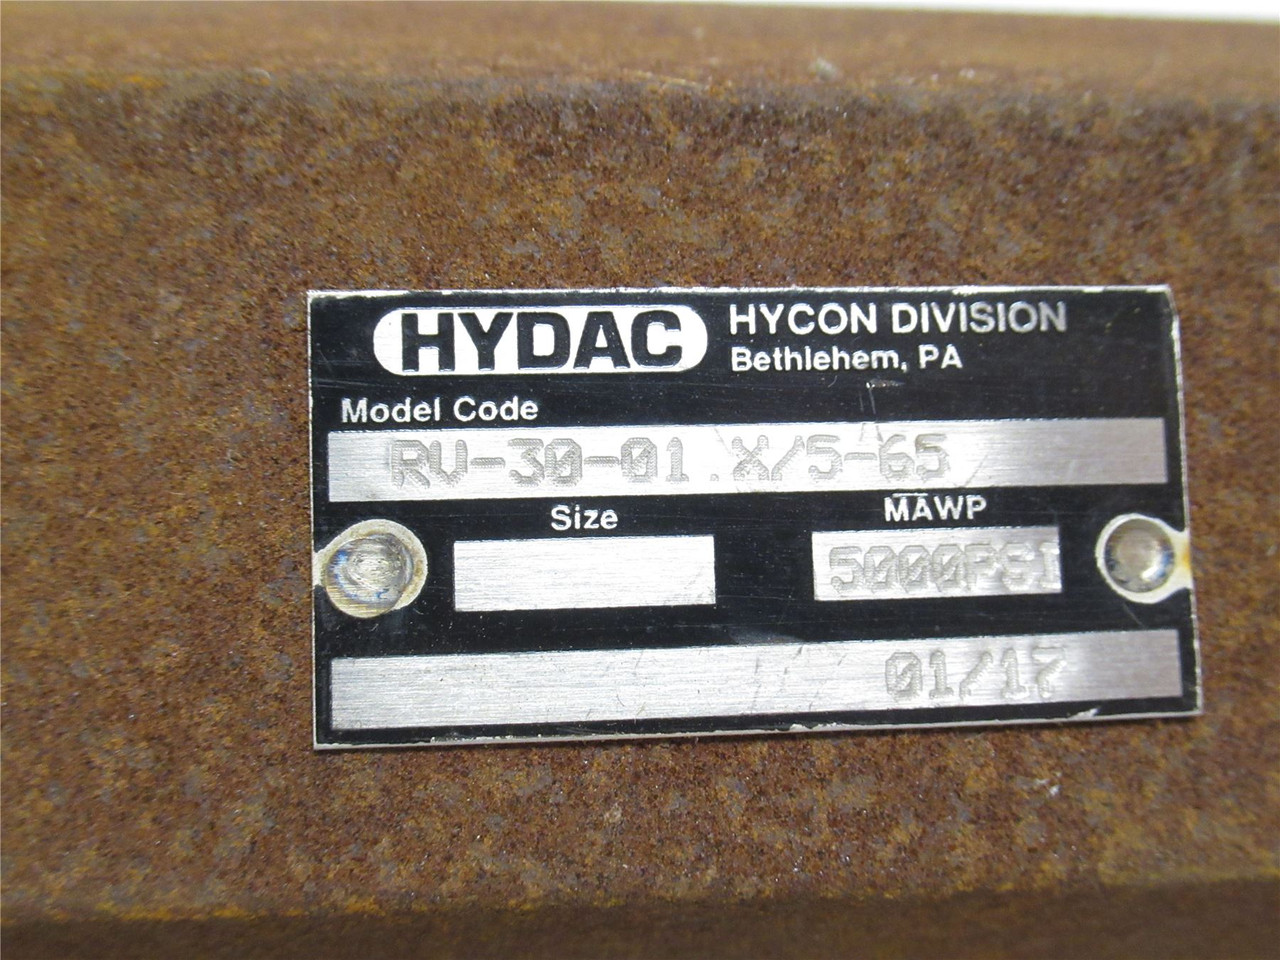 HYDAC HYCON DIVISION
Bethlehem, PA
Model Code
RV-30-01.X/5-65
Size MAWP
5000PSI
01/17